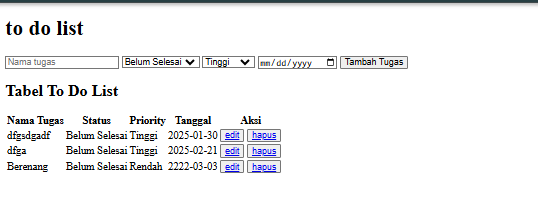 to do list
Nama tugas Belum Selesai Tinggi mm/dd/yyyy Tambah Tugas
Tabel To Do List
Nama Tugas Status Priority Tanggal Aksi
dfgsdgadf Belum Selesai Tinggi 2025-01-30 edit hapus
dfga Belum Selesai Tinggi 2025-02-21 edit hapus
Berenang Belum Selesai Rendah 2222-03-03 edit hapus